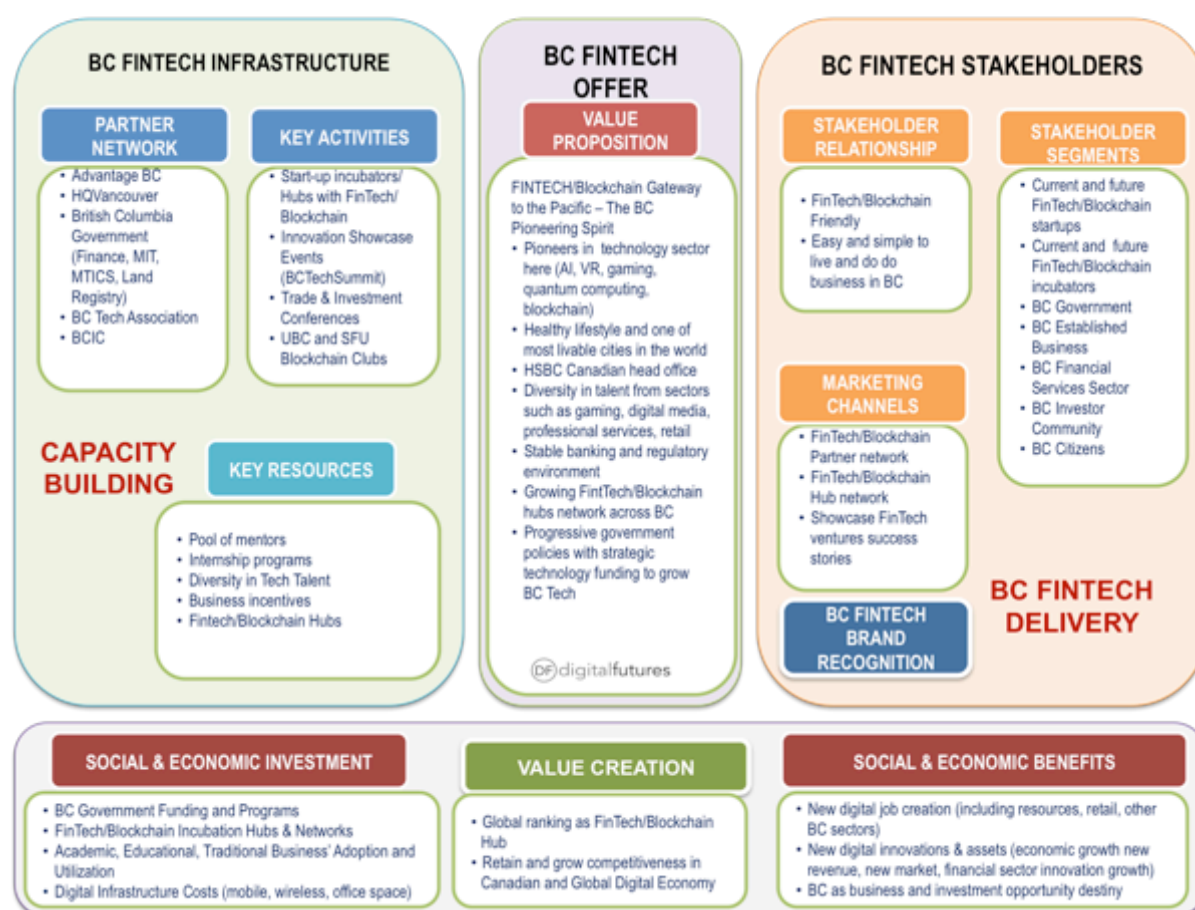 BC FINTECH INFRASTRUCTURE
PARTNER
NETWORK
• Advantage BC
• HQVancouver
• British Columbia
Government
(Finance, MIT,
MTICS, Land
Registry)
• BC Tech Association
• BCIC
KEY ACTIVITIES
• Start-up incubators/
Hubs with FinTech/
Blockchain
• Innovation Showcase
Events
(BCTechSummit)
• Trade & Investment
Conferences
• UBC and SFU
Blockchain Clubs
CAPACITY
BUILDING
KEY RESOURCES
• Pool of mentors
• Internship programs
• Diversity in Tech Talent
• Business incentives
• Fintech/Blockchain Hubs
BC FINTECH
OFFER
VALUE
PROPOSITION
FINTECH/Blockchain Gateway
to the Pacific – The BC
Pioneering Spirit
• Pioneers in technology sector
here (AI, VR, gaming,
quantum computing,
blockchain)
• Healthy lifestyle and one of
most livable cities in the world
• HSBC Canadian head office
• Diversity in talent from sectors
such as gaming, digital media,
professional services, retail
• Stable banking and regulatory
environment
• Growing FintTech/Blockchain
hubs network across BC
• Progressive government
policies with strategic
technology funding to grow
BC Tech
DF digitalfutures
BC FINTECH STAKEHOLDERS
STAKEHOLDER
RELATIONSHIP
• FinTech/Blockchain
Friendly
• Easy and simple to
live and do do
business in BC
MARKETING
CHANNELS
• FinTech/Blockchain
Partner network
• FinTech/Blockchain
Hub network
• Showcase FinTech
ventures success
stories
BC FINTECH
BRAND
RECOGNITION
STAKEHOLDER
SEGMENTS
• Current and future
FinTech/Blockchain
startups
• Current and future
FinTech/Blockchain
incubators
• BC Government
• BC Established
Business
• BC Financial
Services Sector
• BC Investor
Community
• BC Citizens
BC FINTECH
DELIVERY
SOCIAL & ECONOMIC INVESTMENT
• BC Government Funding and Programs
• FinTech/Blockchain Incubation Hubs & Networks
• Academic, Educational, Traditional Business' Adoption and
Utilization
• Digital Infrastructure Costs (mobile, wireless, office space)
VALUE CREATION
• Global ranking as FinTech/Blockchain
Hub
• Retain and grow competitiveness in
Canadian and Global Digital Economy
SOCIAL & ECONOMIC BENEFITS
• New digital job creation (including resources, retail, other
BC sectors)
• New digital innovations & assets (economic growth new
revenue, new market, financial sector innovation growth)
• BC as business and investment opportunity destiny